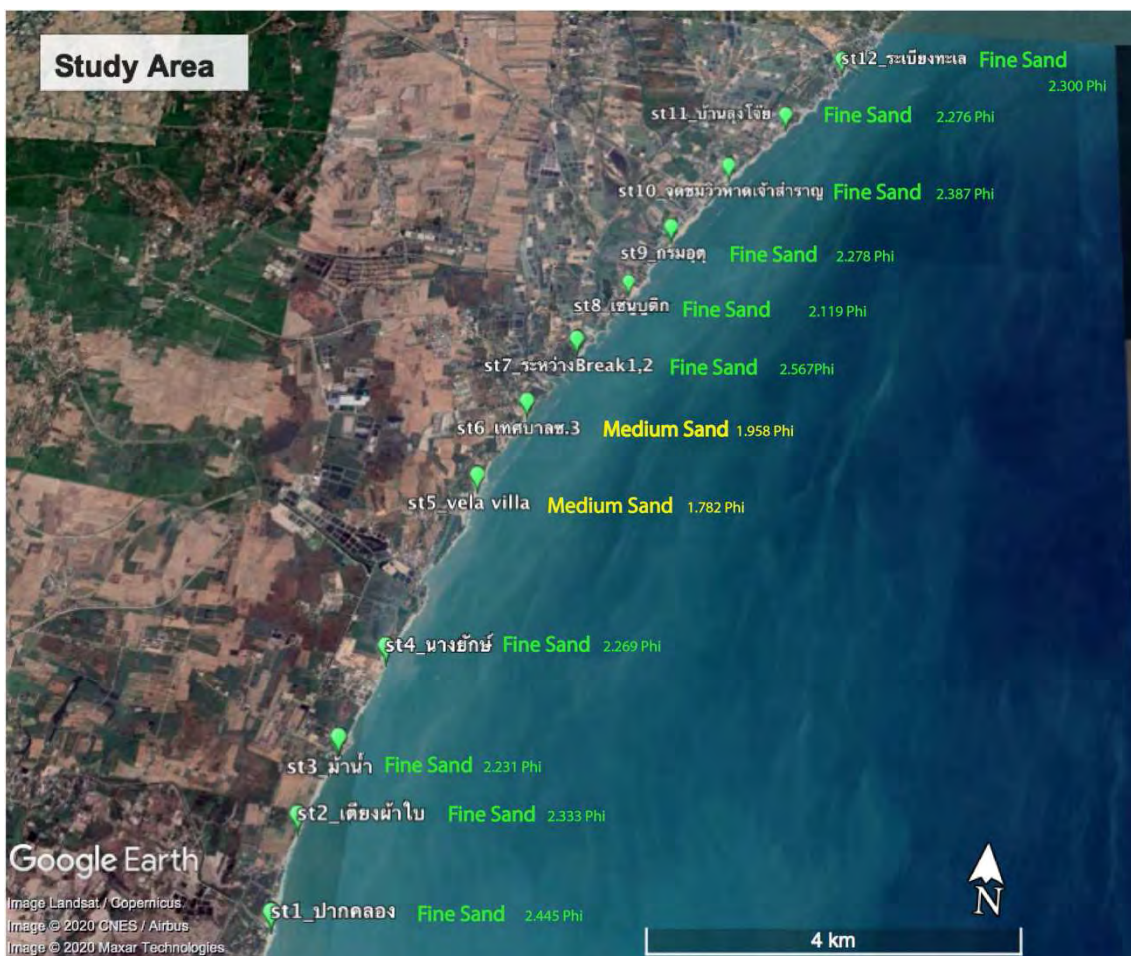 Study Area
st12_ระเบียงทะเล Fine Sand
2.300 Phi
st11_บ้านลุงโจ๊ย Fine Sand 2.276 Phi
st10_จุดชมวิวหาดเจ้าสำราญ Fine Sand 2.387 Phi
st9_กรมอุตุ Fine Sand 2.278 Phi
st8_เซนบูติก Fine Sand 2.119 Phi
st7_ระหว่างBreak1,2 Fine Sand 2.567Phi
st6_เทศบาลซ.3 Medium Sand 1.958 Phi
st5_vela villa Medium Sand 1.782 Phi
st4_นางยักษ์ Fine Sand 2.269 Phi
st3_ม้าน้ำ Fine Sand 2.231 Phi
st2_เตียงผ้าใบ Fine Sand 2.333 Phi
Google Earth
Image Landsat / Copernicus
st1_ปากคลอง Fine Sand 2.445 Phi
Image © 2020 CNES / Airbus
Image © 2020 Maxar Technologies
N
4 km